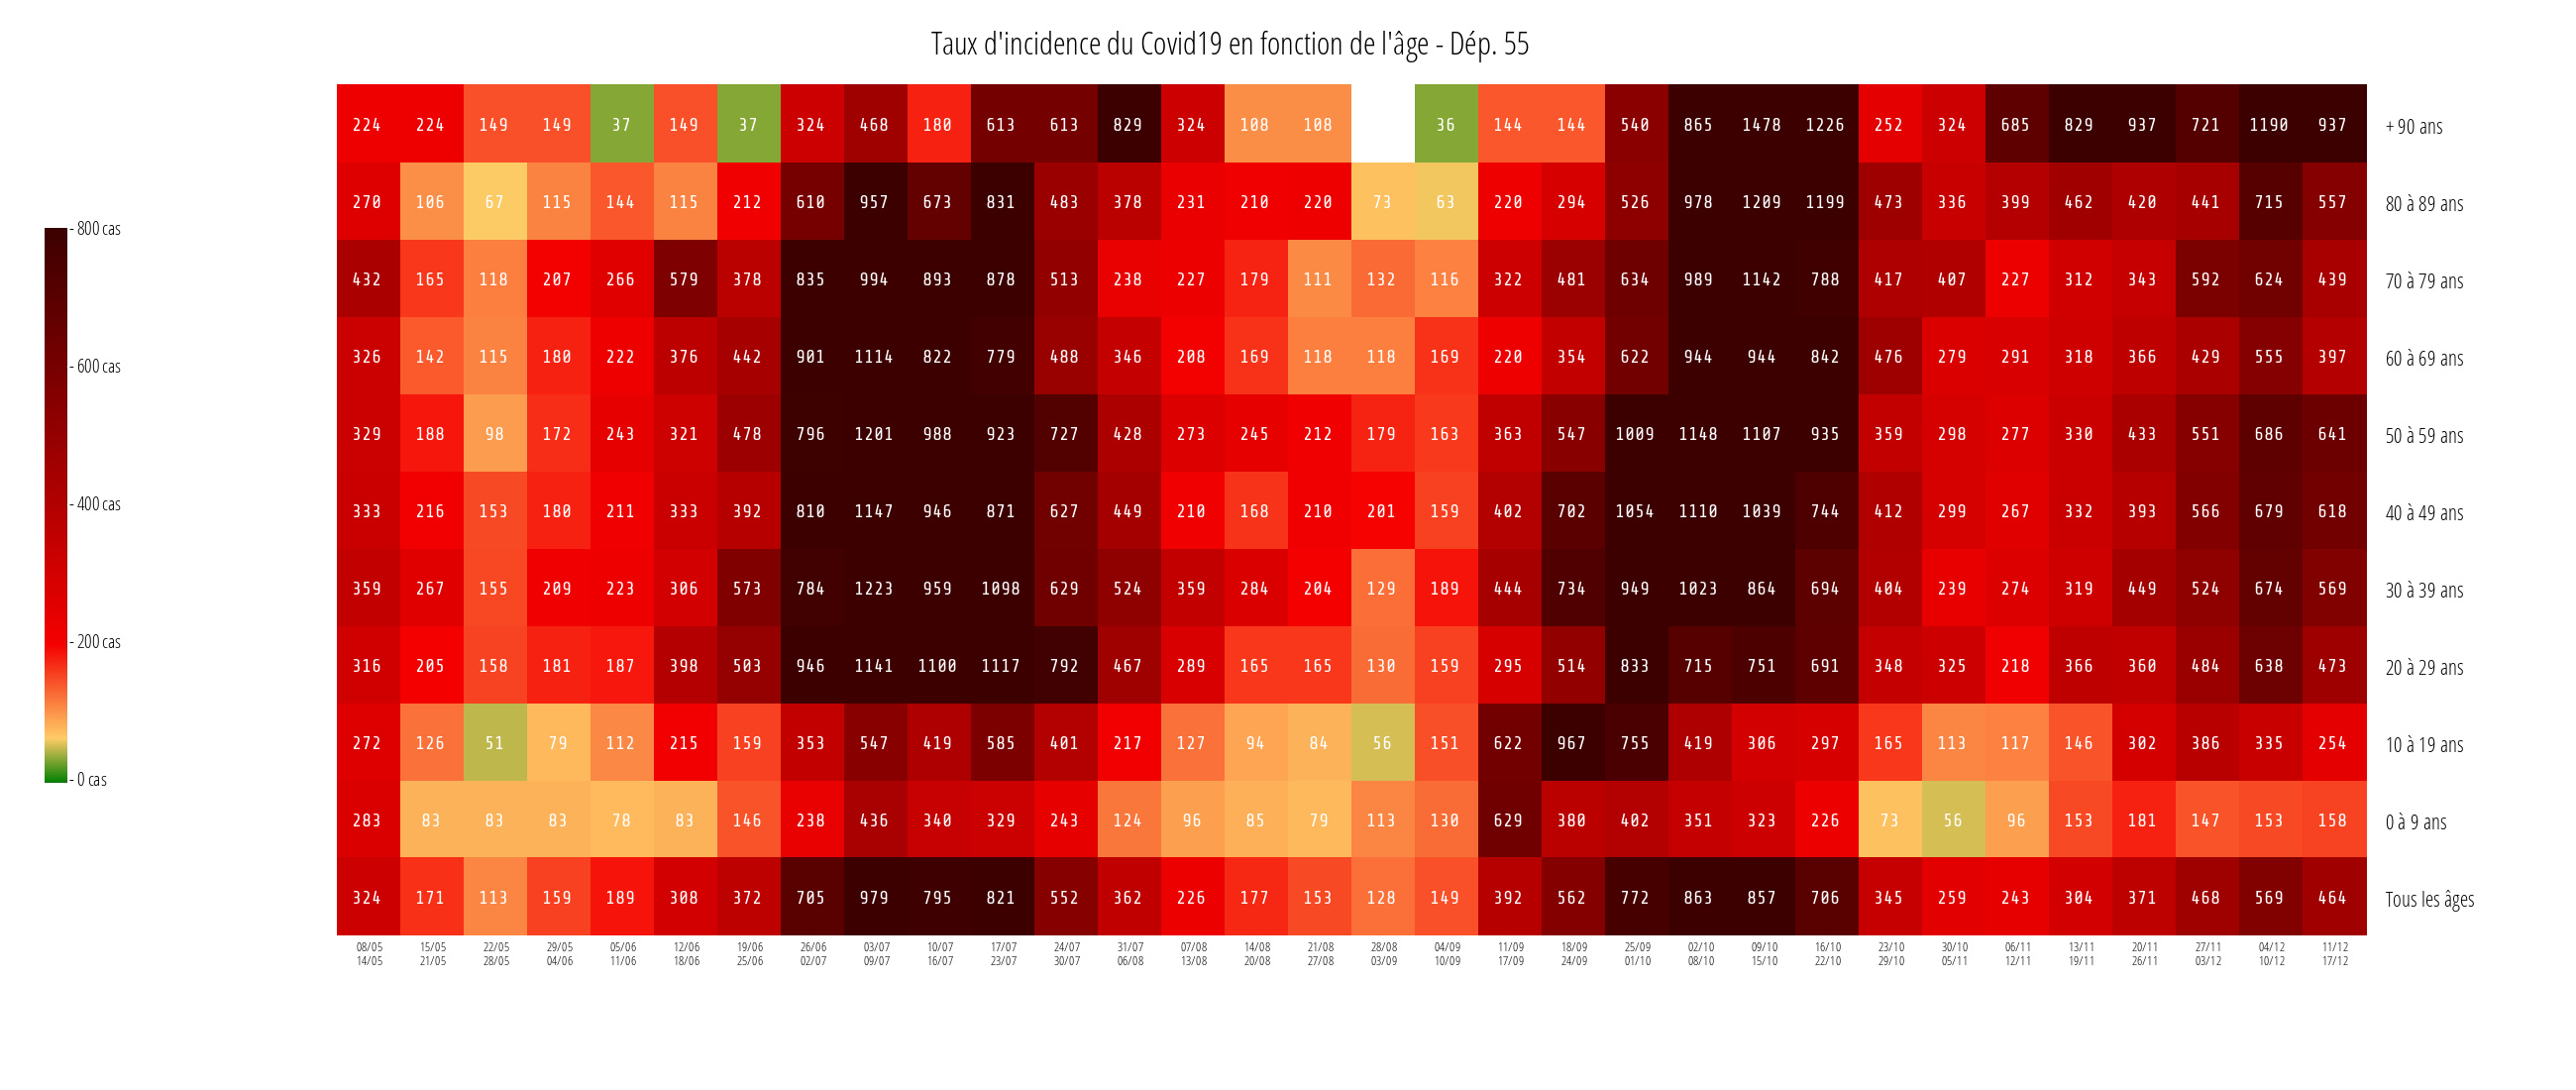 Taux d'incidence du Covid19 en fonction de l'âge - Dép. 55
- 800 cas
- 600 cas
- 400 cas
- 200 cas
- 0 cas
224 224 149 149 37 149 37 324 468 180 613 613 829 324 108 108 36 144 144 540 865 1478 1226 252 324 685 829 937 721 1190 937 + 90 ans
270 106 67 115 144 115 212 610 957 673 831 483 378 231 210 220 73 63 220 294 526 978 1209 1199 473 336 399 462 420 441 715 557 80 à 89 ans
432 165 118 207 266 579 378 835 994 893 878 513 238 227 179 111 132 116 322 481 634 989 1142 788 417 407 227 312 343 592 624 439 70 à 79 ans
326 142 115 180 222 376 442 901 1114 822 779 488 346 208 169 118 118 169 220 354 622 944 944 842 476 279 291 318 366 429 555 397 60 à 69 ans
329 188 98 172 243 321 478 796 1201 988 923 727 428 273 245 212 179 163 363 547 1009 1148 1107 935 359 298 277 330 433 551 686 641 50 à 59 ans
333 216 153 180 211 333 392 810 1147 946 871 627 449 210 168 210 201 159 402 702 1054 1110 1039 744 412 299 267 332 393 566 679 618 40 à 49 ans
359 267 155 209 223 306 573 784 1223 959 1098 629 524 359 284 204 129 189 444 734 949 1023 864 694 404 239 274 319 449 524 674 569 30 à 39 ans
316 205 158 181 187 398 503 946 1141 1100 1117 792 467 289 165 165 130 159 295 514 833 715 751 691 348 325 218 366 360 484 638 473 20 à 29 ans
272 126 51 79 112 215 159 353 547 419 585 401 217 127 94 84 56 151 622 967 755 419 306 297 165 113 117 146 302 386 335 254 10 à 19 ans
283 83 83 83 78 83 146 238 436 340 329 243 124 96 85 79 113 130 629 380 402 351 323 226 73 56 96 153 181 147 153 158 0 à 9 ans
324 171 113 159 189 308 372 705 979 795 821 552 362 226 177 153 128 149 392 562 772 863 857 706 345 259 243 304 371 468 569 464 Tous les âges
08/05 15/05 22/05 29/05 05/06 12/06 19/06 26/06 03/07 10/07 17/07 24/07 31/07 07/08 14/08 21/08 28/08 04/09 11/09 18/09 25/09 02/10 09/10 16/10 23/10 30/10 06/11 13/11 20/11 27/11 04/12 11/12
14/05 21/05 28/05 04/06 11/06 18/06 25/06 02/07 09/07 16/07 23/07 30/07 06/08 13/08 20/08 27/08 03/09 10/09 17/09 24/09 01/10 08/10 15/10 22/10 29/10 05/11 12/11 19/11 26/11 03/12 10/12 17/12